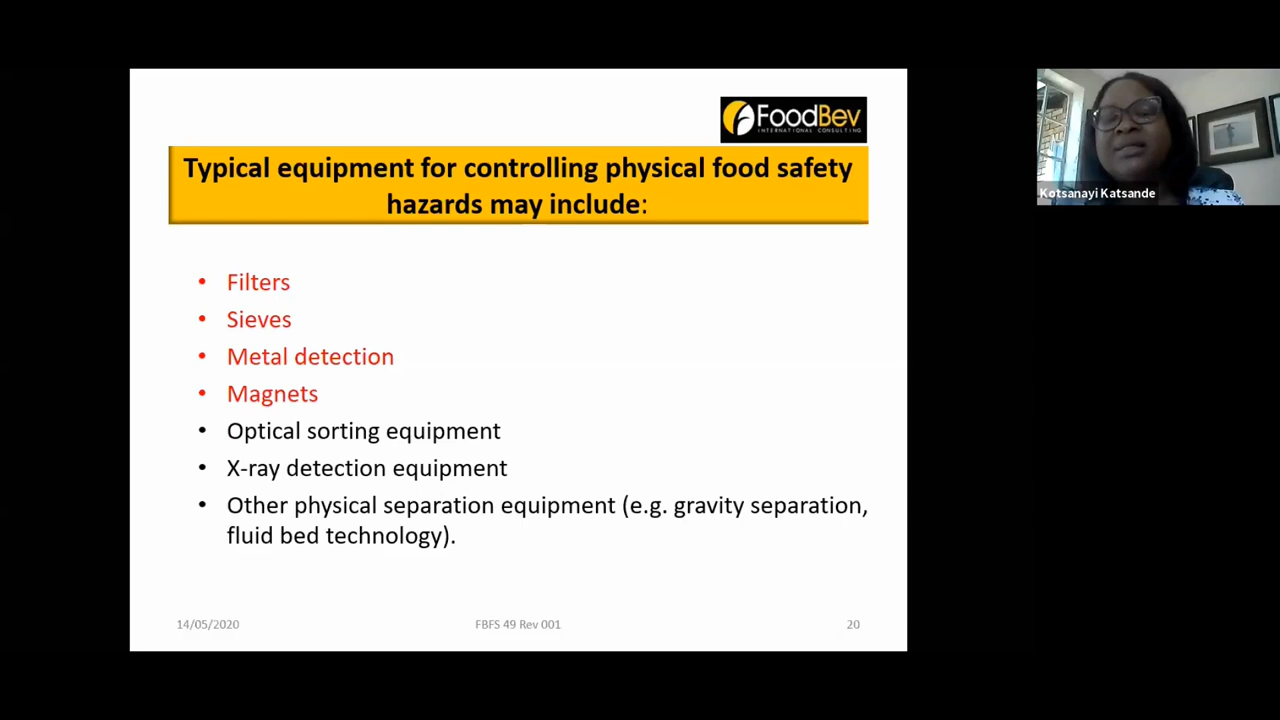 FoodBev
INTERNATIONAL CONSULTING
Typical equipment for controlling physical food safety
hazards may include:
• Filters
• Sieves
• Metal detection
• Magnets
• Optical sorting equipment
• X-ray detection equipment
• Other physical separation equipment (e.g. gravity separation,
fluid bed technology).
14/05/2020 FBFS 49 Rev 001 20
Kotsanayi Katsande